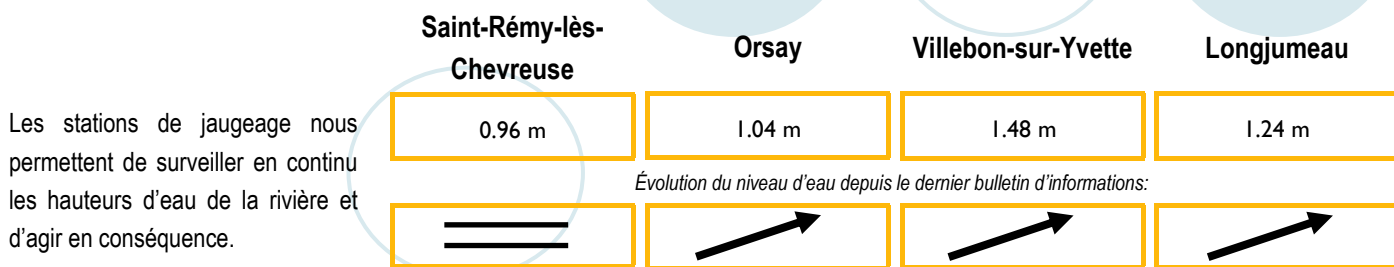 Saint-Rémy-lès-
Chevreuse
Orsay
Villebon-sur-Yvette
Longjumeau
Les stations de jaugeage nous
permettent de surveiller en continu
les hauteurs d’eau de la rivière et
d’agir en conséquence.
0.96 m
1.04 m
1.48 m
1.24 m
Évolution du niveau d’eau depuis le dernier bulletin d’informations: